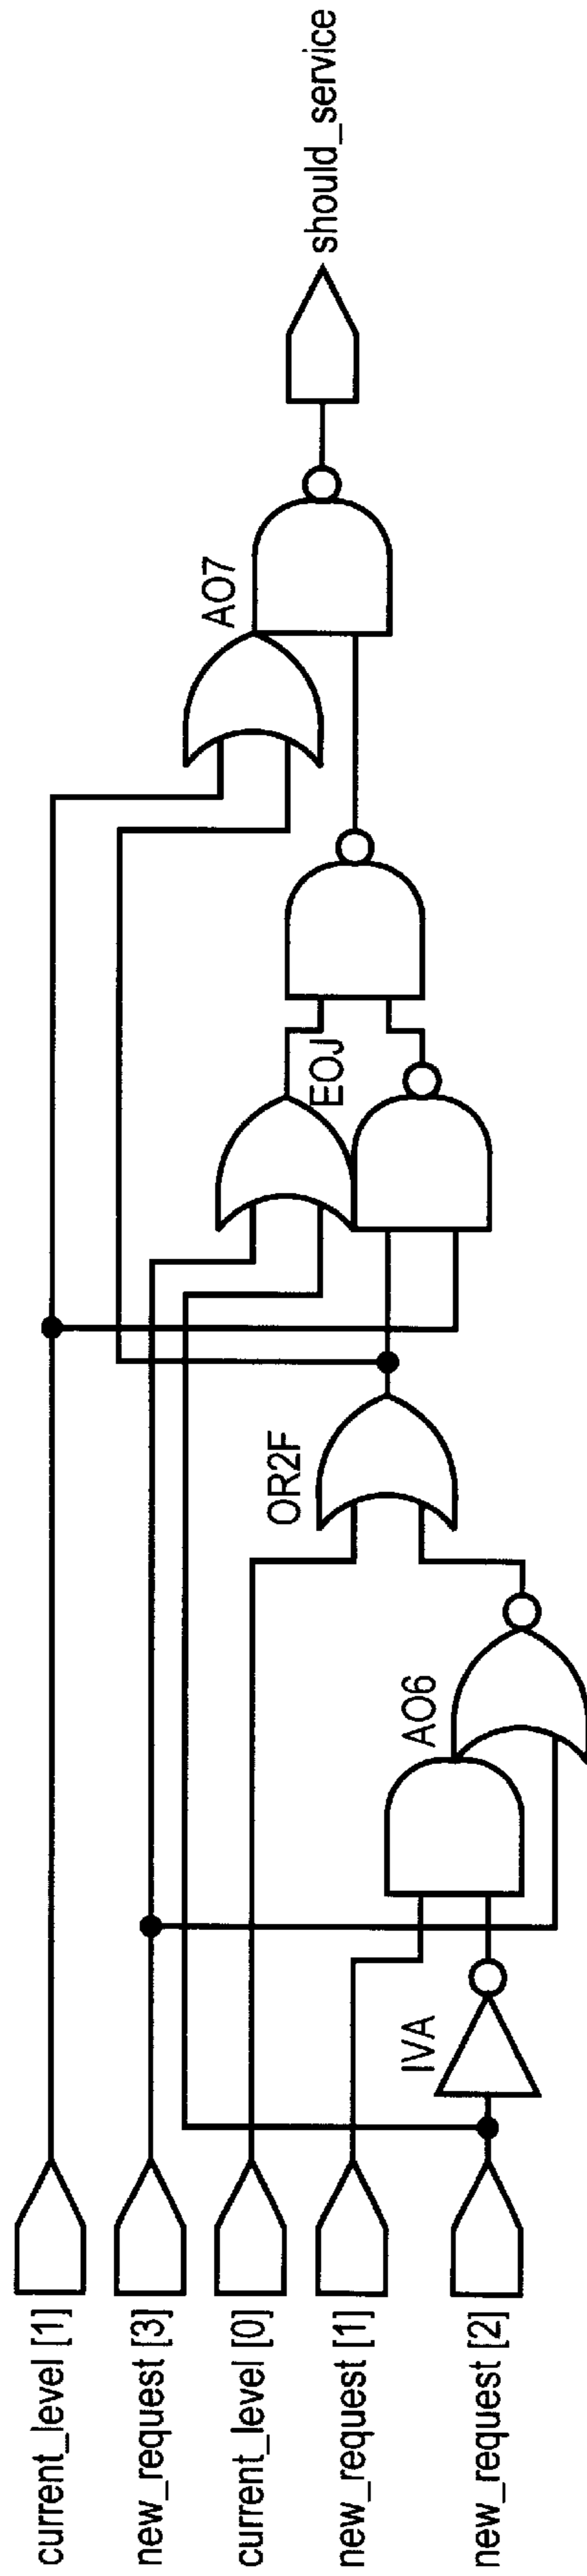 current_level [1]
new_request [3]
current_level [0]
new_request [1]
new_request [2]
IVA
AO6
OR2F
EOJ
AO7
should_service